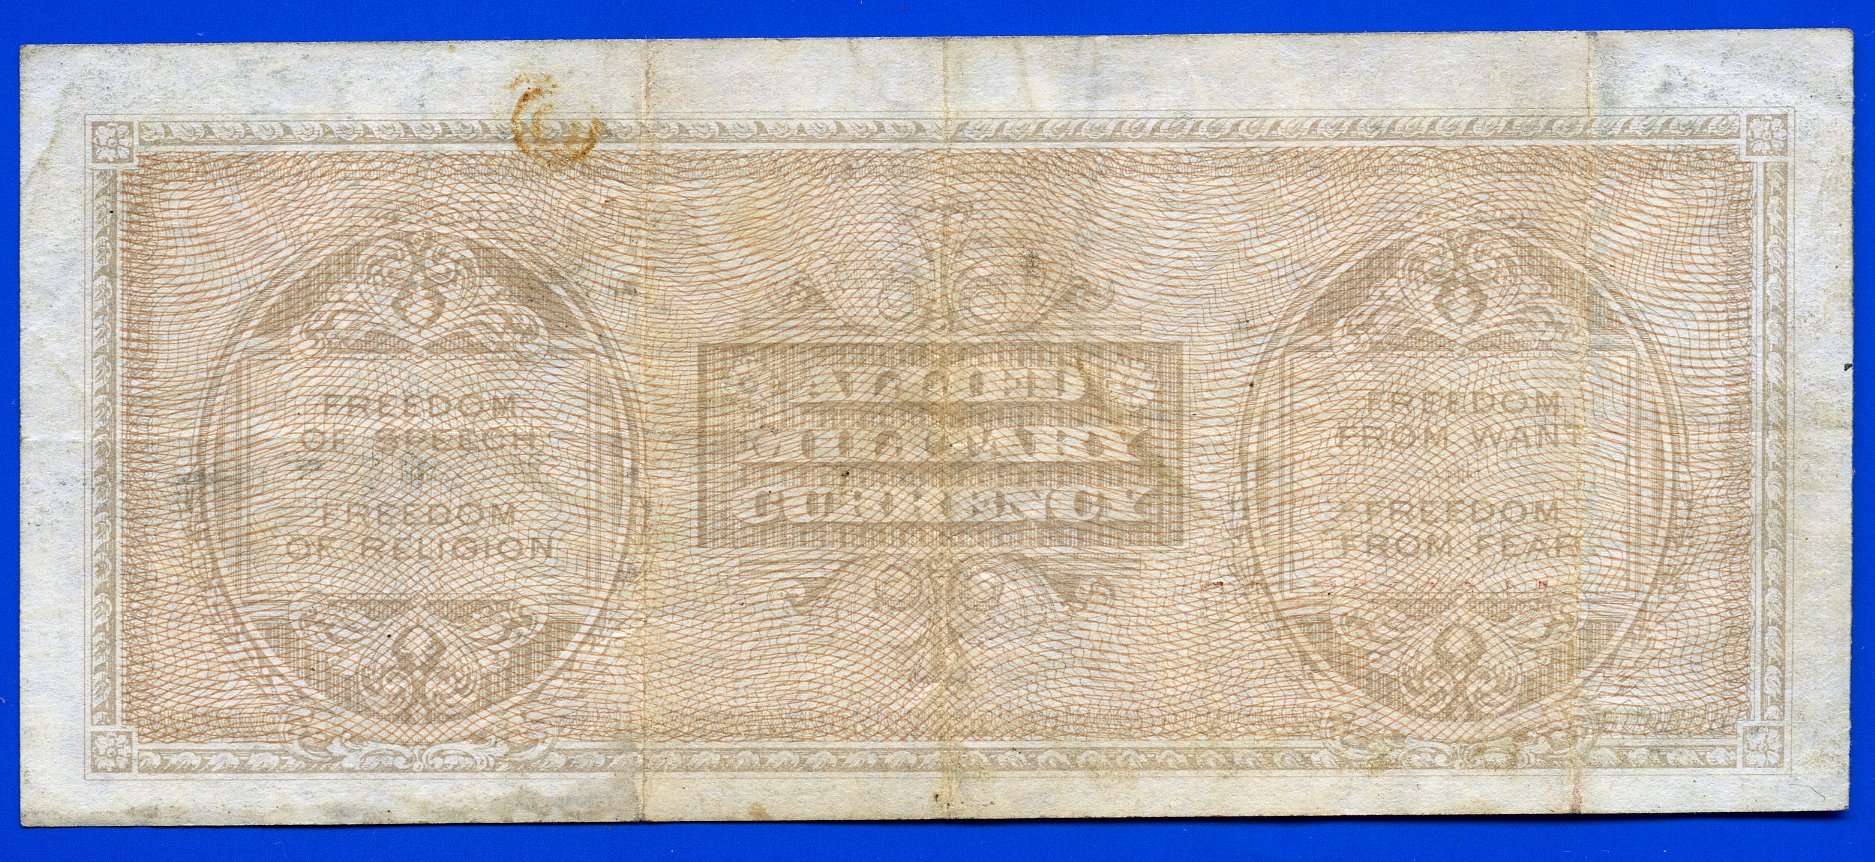 FREEDOM
OF SPEECH
FREEDOM
OF RELIGION
ALLIED
MILITARY
CURRENCY
FREEDOM
FROM WANT
FREEDOM
FROM FEAR